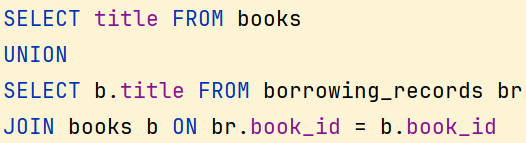 SELECT title FROM books
UNION
SELECT b.title FROM borrowing_records br
JOIN books b ON br.book_id = b.book_id